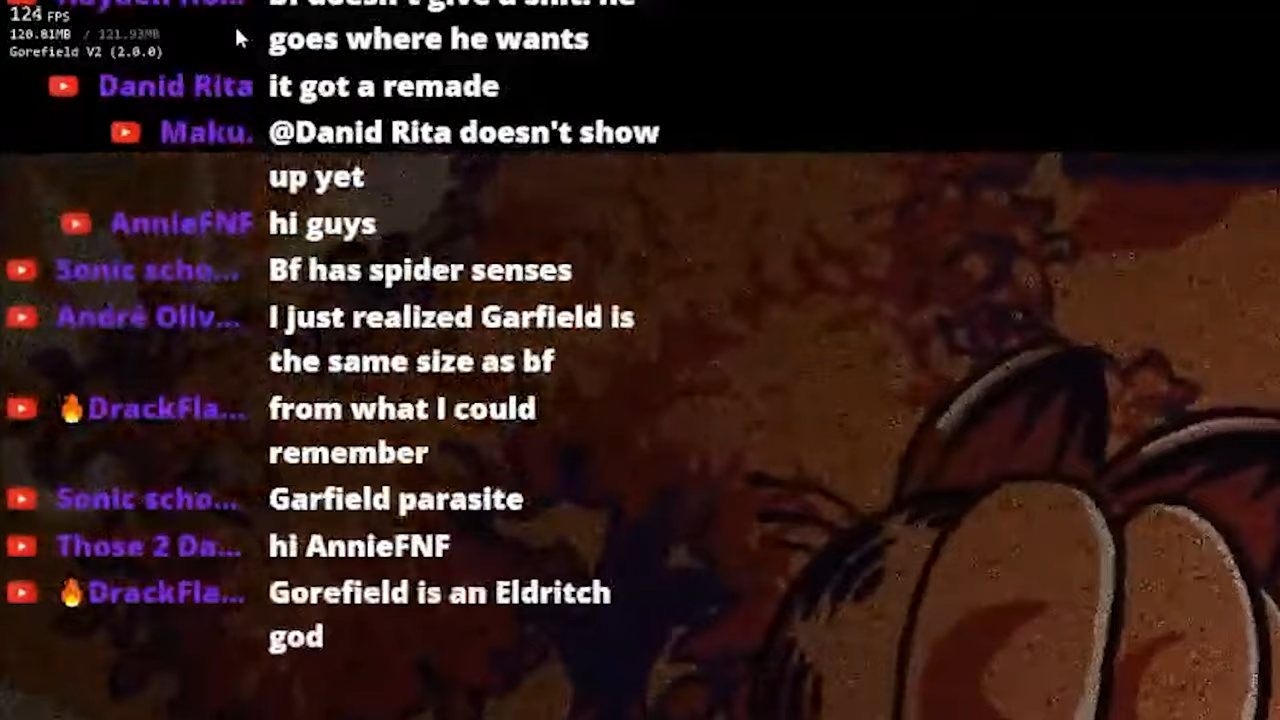 124 FPS
120.81MB / 121.93MB
Gorefield V2 (2.0.0)
goes where he wants
Danid Rita it got a remade
Maku. @Danid Rita doesn't show
up yet
AnnieFNF hi guys
Sonic scho... Bf has spider senses
André Oliv... I just realized Garfield is
the same size as bf
🔥DrackFla... from what I could
remember
Sonic scho... Garfield parasite
Those 2 Da... hi AnnieFNF
🔥DrackFla... Gorefield is an Eldritch
god